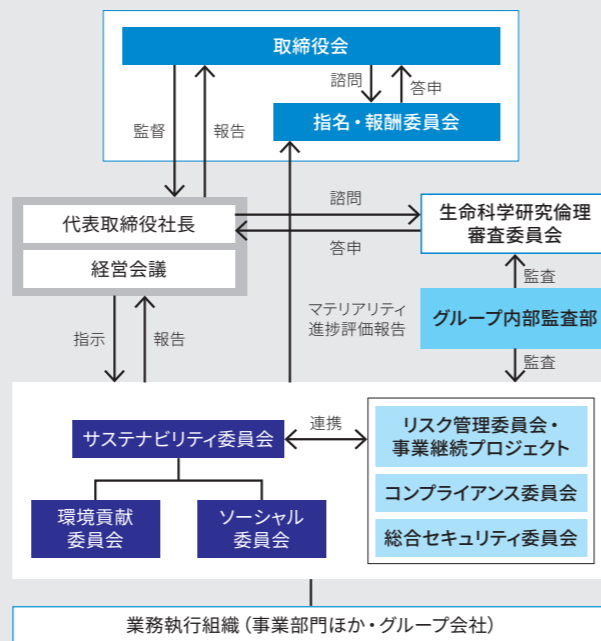 取締役会
諮問
答申
指名・報酬委員会
監督
報告
代表取締役社長
経営会議
諮問
答申
生命科学研究倫理
審査委員会
監査
グループ内部監査部
監査
マテリアリティ
進捗評価報告
指示
報告
サステナビリティ委員会
連携
リスク管理委員会・
事業継続プロジェクト
コンプライアンス委員会
総合セキュリティ委員会
環境貢献
委員会
ソーシャル
委員会
業務執行組織（事業部門ほか・グループ会社）